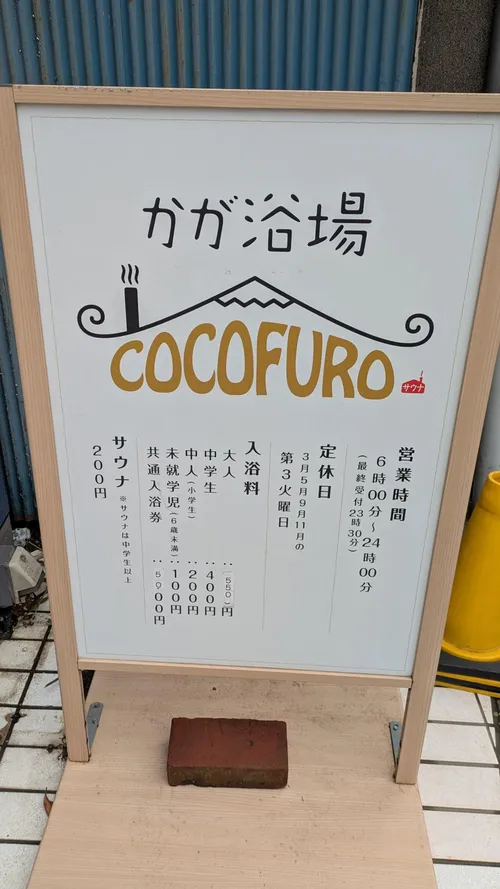 かが浴場
COCOFURO
サウナ
営業時間
6時00分〜24時00分
(最終受付23時30分)
定休日
3月5月9月11月の
第3火曜日
入浴料
大人 ‥550円
中学生 ‥400円
中人(小学生) ‥200円
未就学児(6歳未満) ‥100円
共通入浴券 ‥5000円
サウナ ※サウナは中学生以上
200円